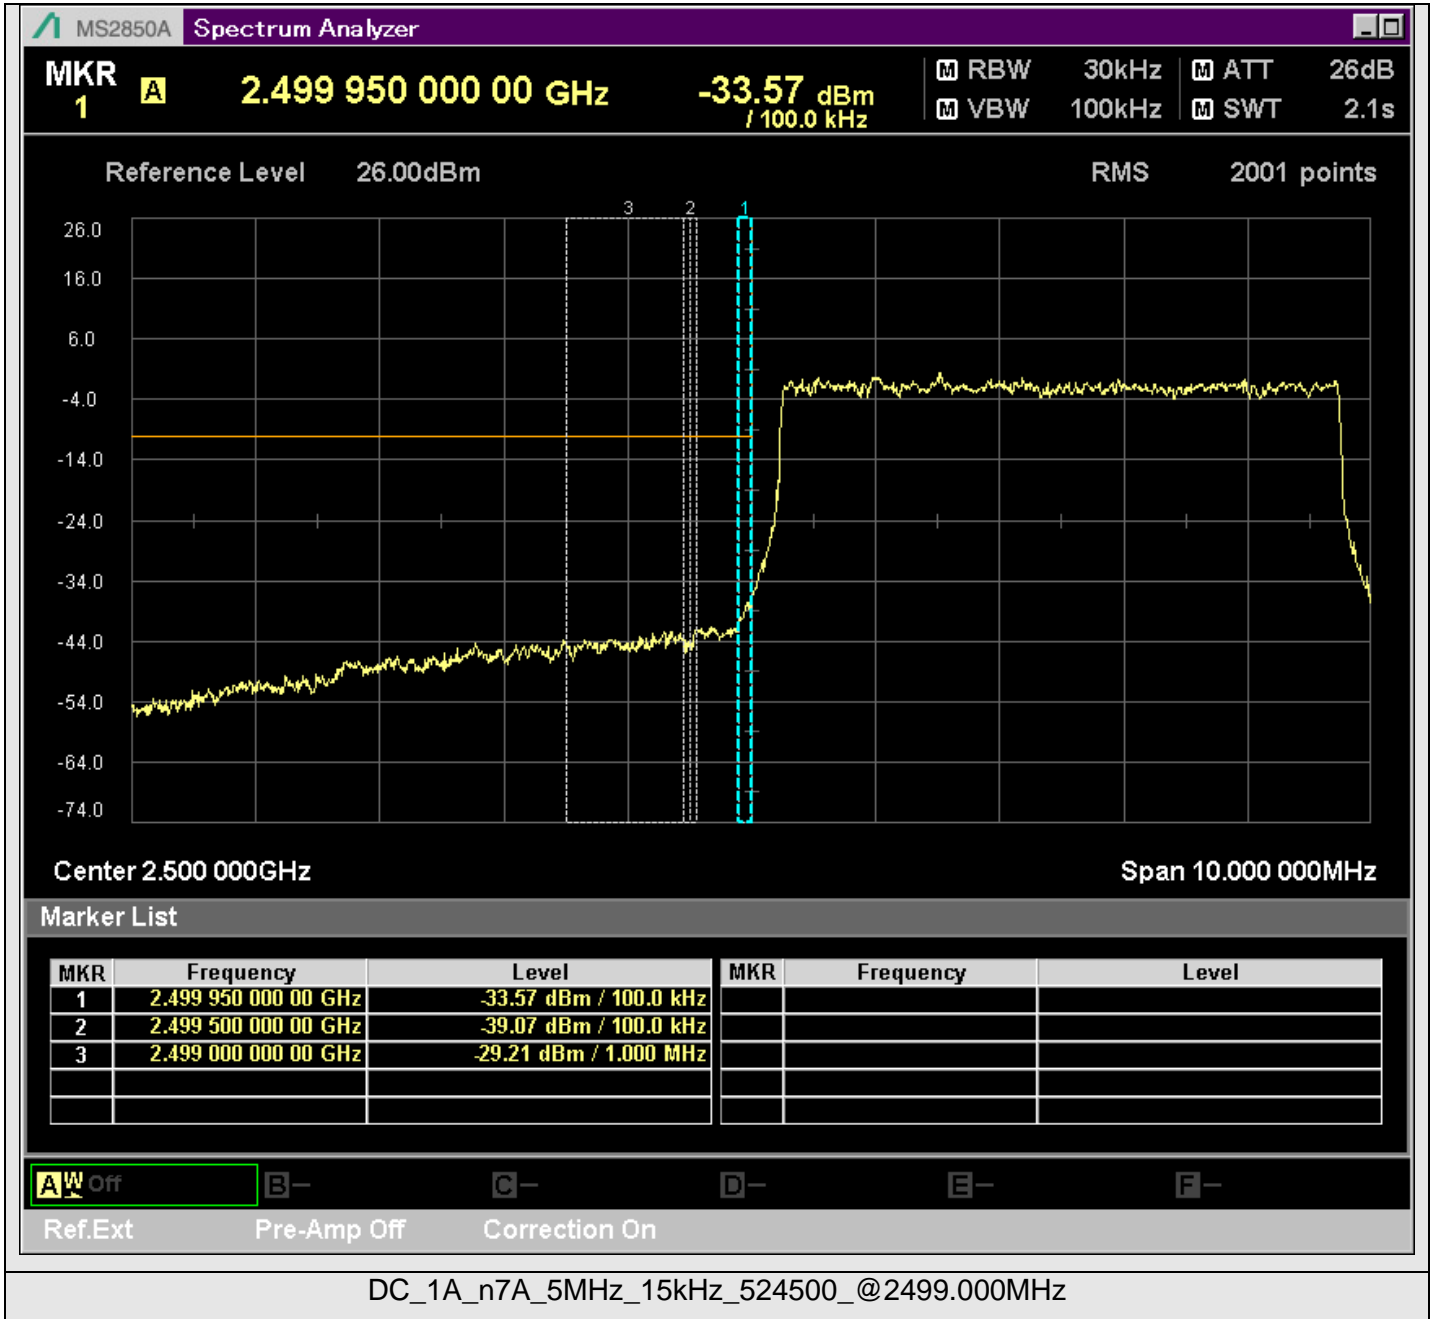 MS2850A Spectrum Analyzer
MKR 1 A 2.499 950 000 00 GHz -33.57 dBm / 100.0 kHz
M RBW 30kHz M ATT 26dB
M VBW 100kHz M SWT 2.1s
Reference Level 26.00dBm RMS 2001 points
3 2 1
26.0
16.0
6.0
-4.0
-14.0
-24.0
-34.0
-44.0
-54.0
-64.0
-74.0
Center 2.500 000GHz Span 10.000 000MHz
Marker List
MKR Frequency Level MKR Frequency Level
1 2.499 950 000 00 GHz -33.57 dBm / 100.0 kHz
2 2.499 500 000 00 GHz -39.07 dBm / 100.0 kHz
3 2.499 000 000 00 GHz -29.21 dBm / 1.000 MHz
A W Off B — C — D — E — F —
Ref.Ext Pre-Amp Off Correction On
DC_1A_n7A_5MHz_15kHz_524500_@2499.000MHz